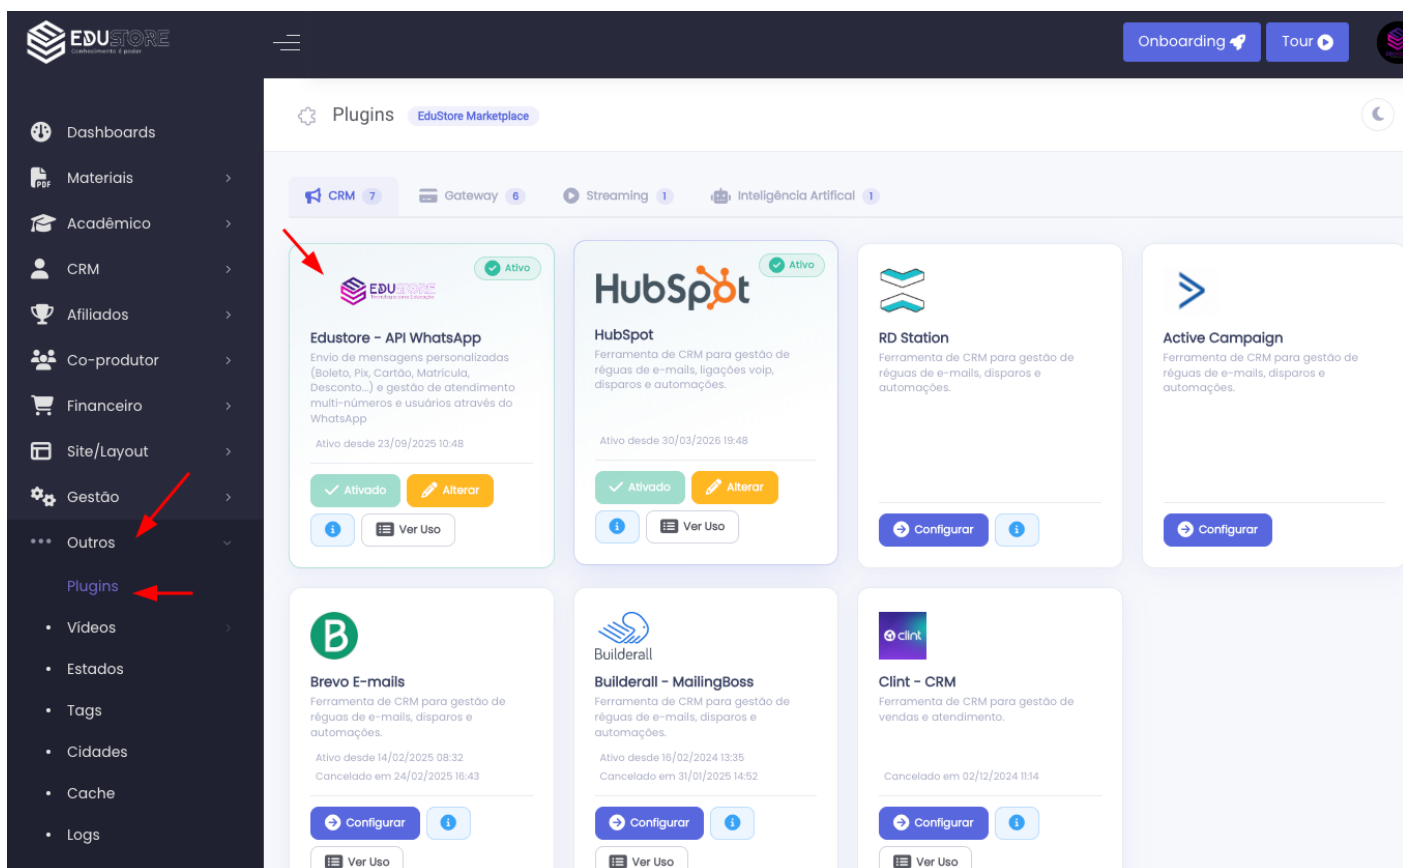 EDUSTORE
Conhecimento é poder
Onboarding
Tour
Dashboards
Materiais
Acadêmico
CRM
Afiliados
Co-produtor
Financeiro
Site/Layout
Gestão
Outros
Plugins
Vídeos
Estados
Tags
Cidades
Cache
Logs
Plugins EduStore Marketplace
CRM 7
Gateway 6
Streaming 1
Inteligência Artifical 1
Ativo
EDUSTORE
Tecnologia para Educação
Edustore - API WhatsApp
Envio de mensagens personalizadas
(Boleto, Pix, Cartão, Matrícula,
Desconto...) e gestão de atendimento
multi-números e usuários através do
WhatsApp
Ativo desde 23/09/2025 10:48
Ativado
Alterar
Ver Uso
Ativo
HubSpot
HubSpot
Ferramenta de CRM para gestão de
réguas de e-mails, ligações voip,
disparos e automações.
Ativo desde 30/03/2026 19:48
Ativado
Alterar
Ver Uso
RD Station
Ferramenta de CRM para gestão de
réguas de e-mails, disparos e
automações.
Configurar
Active Campaign
Ferramenta de CRM para gestão de
réguas de e-mails, disparos e
automações.
Configurar
B
Brevo E-mails
Ferramenta de CRM para gestão de
réguas de e-mails, disparos e
automações.
Ativo desde 14/02/2025 08:32
Cancelado em 24/02/2025 16:43
Configurar
Ver Uso
Builderall
Builderall - MailingBoss
Ferramenta de CRM para gestão de
réguas de e-mails, disparos e
automações.
Ativo desde 16/02/2024 13:35
Cancelado em 31/01/2025 14:52
Configurar
Ver Uso
clint
Clint - CRM
Ferramenta de CRM para gestão de
vendas e atendimento.
Cancelado em 02/12/2024 11:14
Configurar
Ver Uso